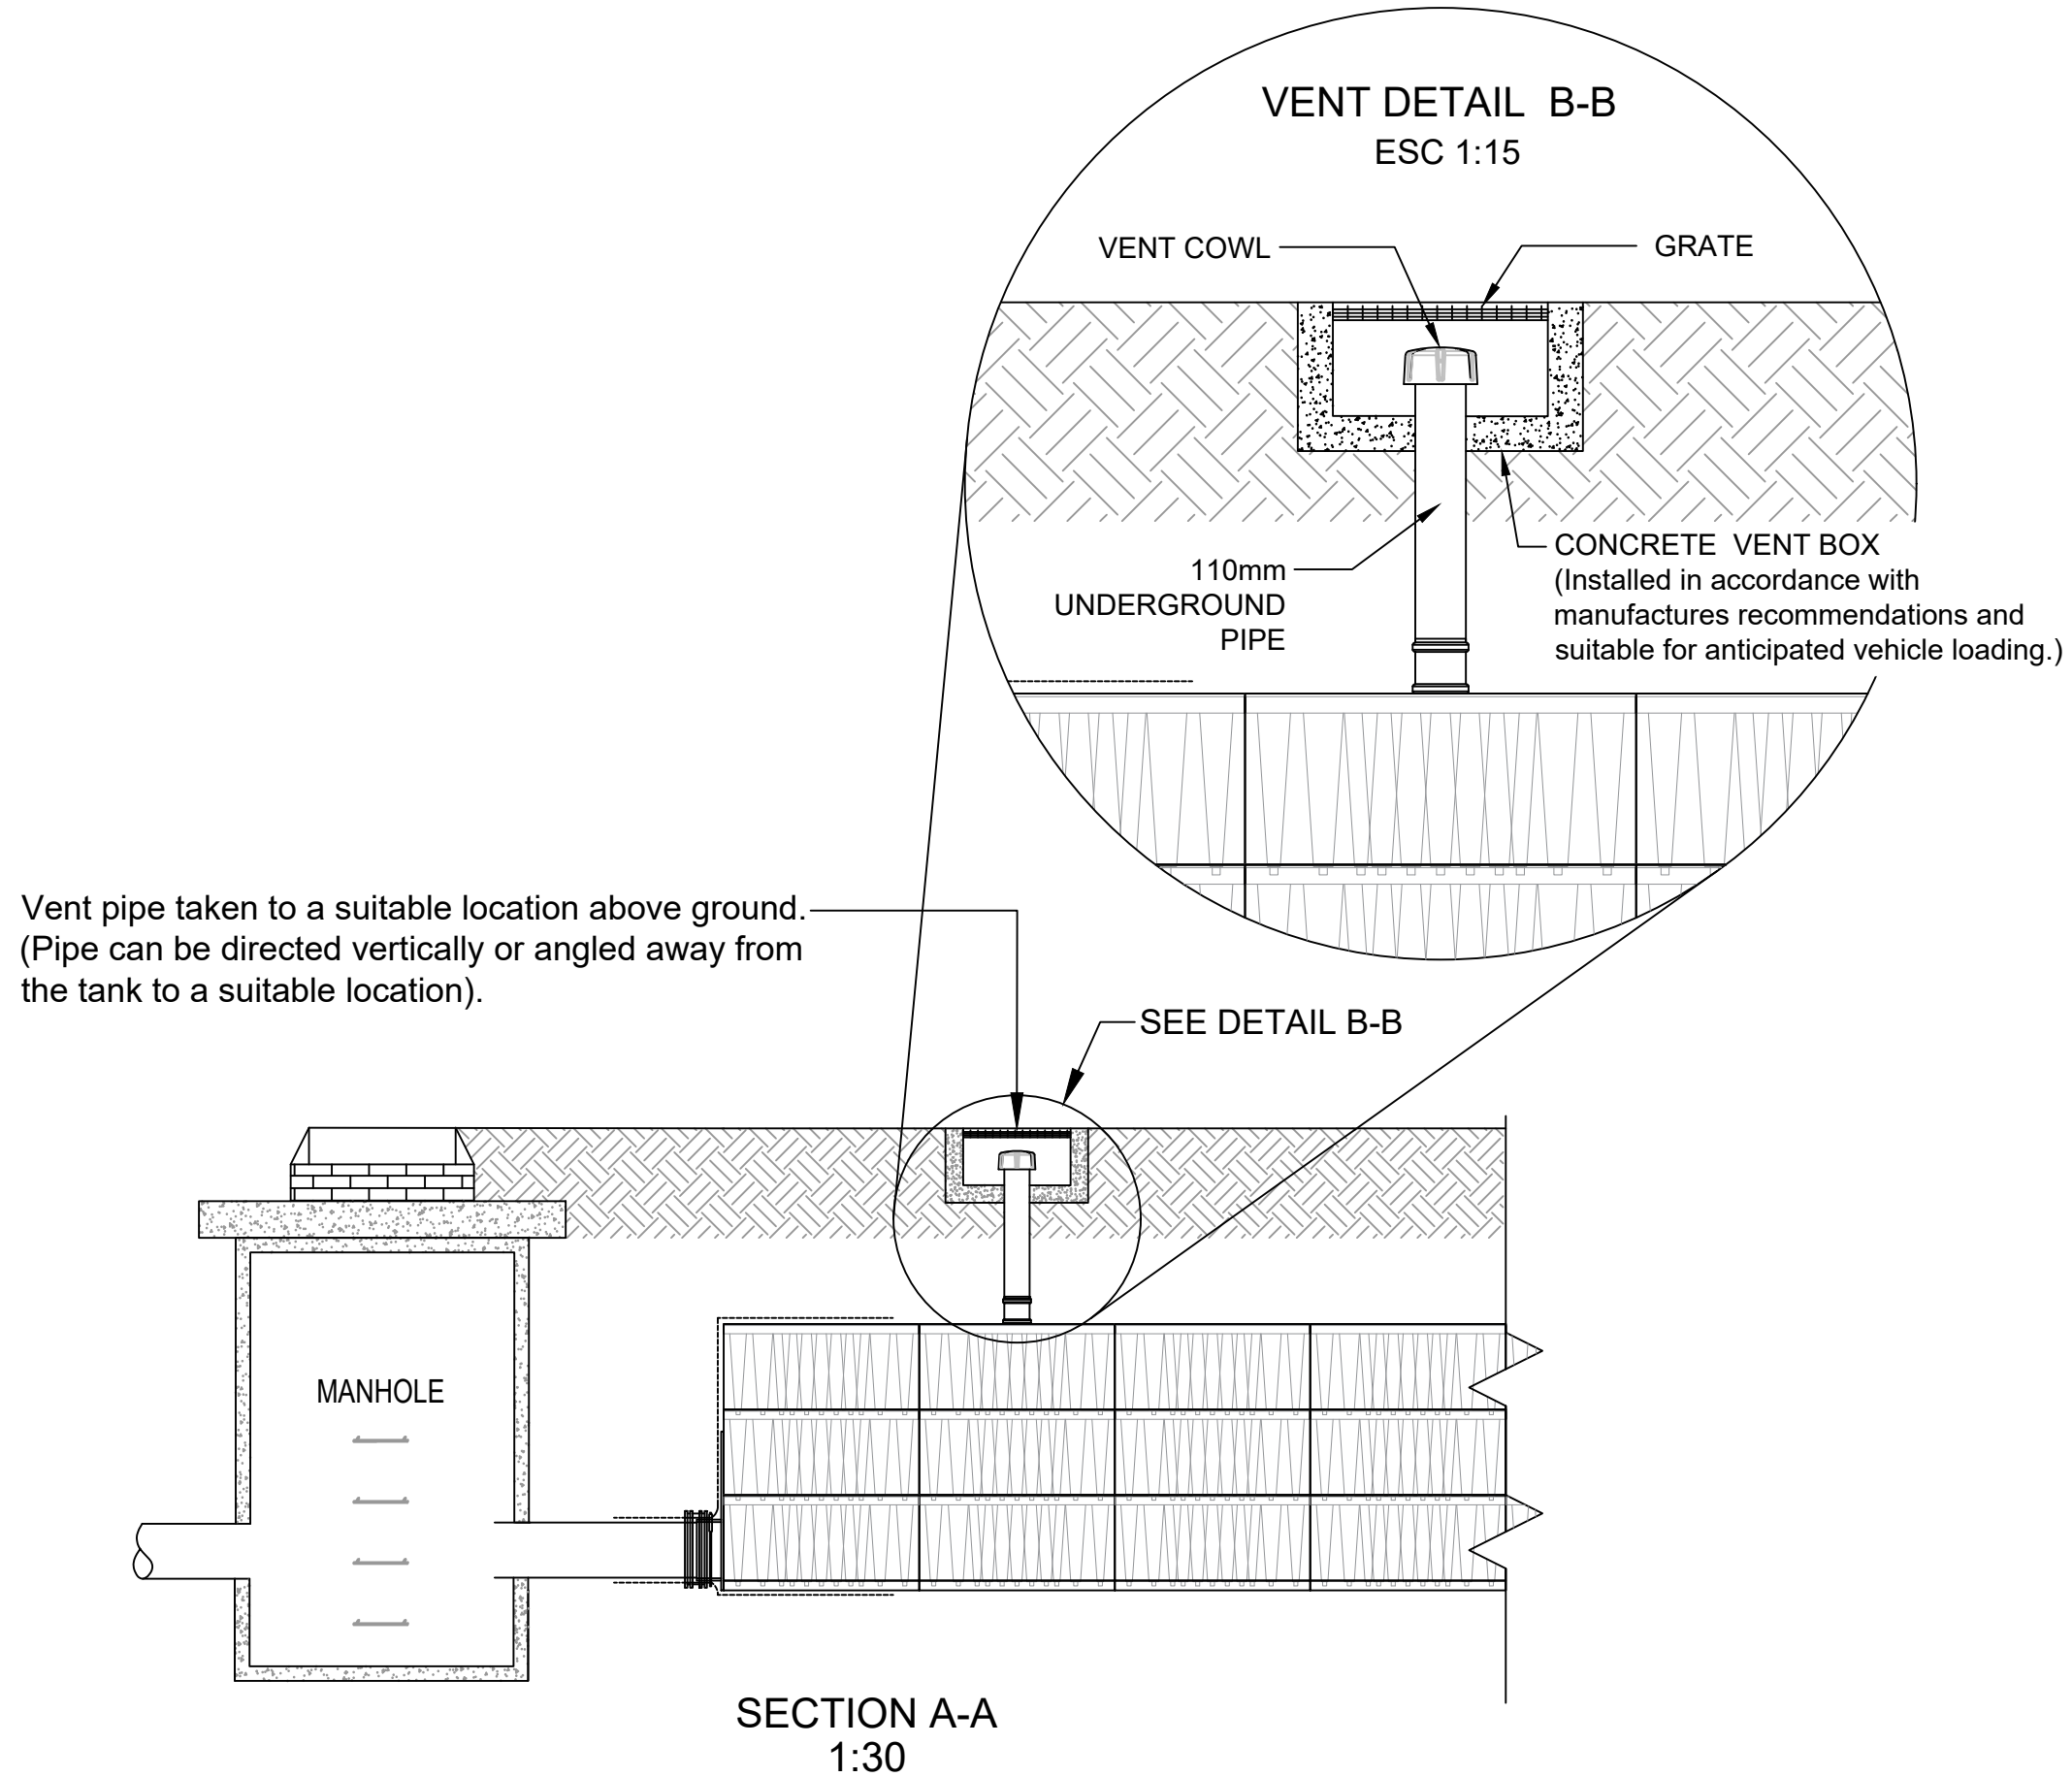 VENT DETAIL B-B
ESC 1:15
VENT COWL
GRATE
110mm
UNDERGROUND
PIPE
CONCRETE VENT BOX
(Installed in accordance with
manufactures recommendations and
suitable for anticipated vehicle loading.)
Vent pipe taken to a suitable location above ground.
(Pipe can be directed vertically or angled away from
the tank to a suitable location).
SEE DETAIL B-B
MANHOLE
SECTION A-A
1:30